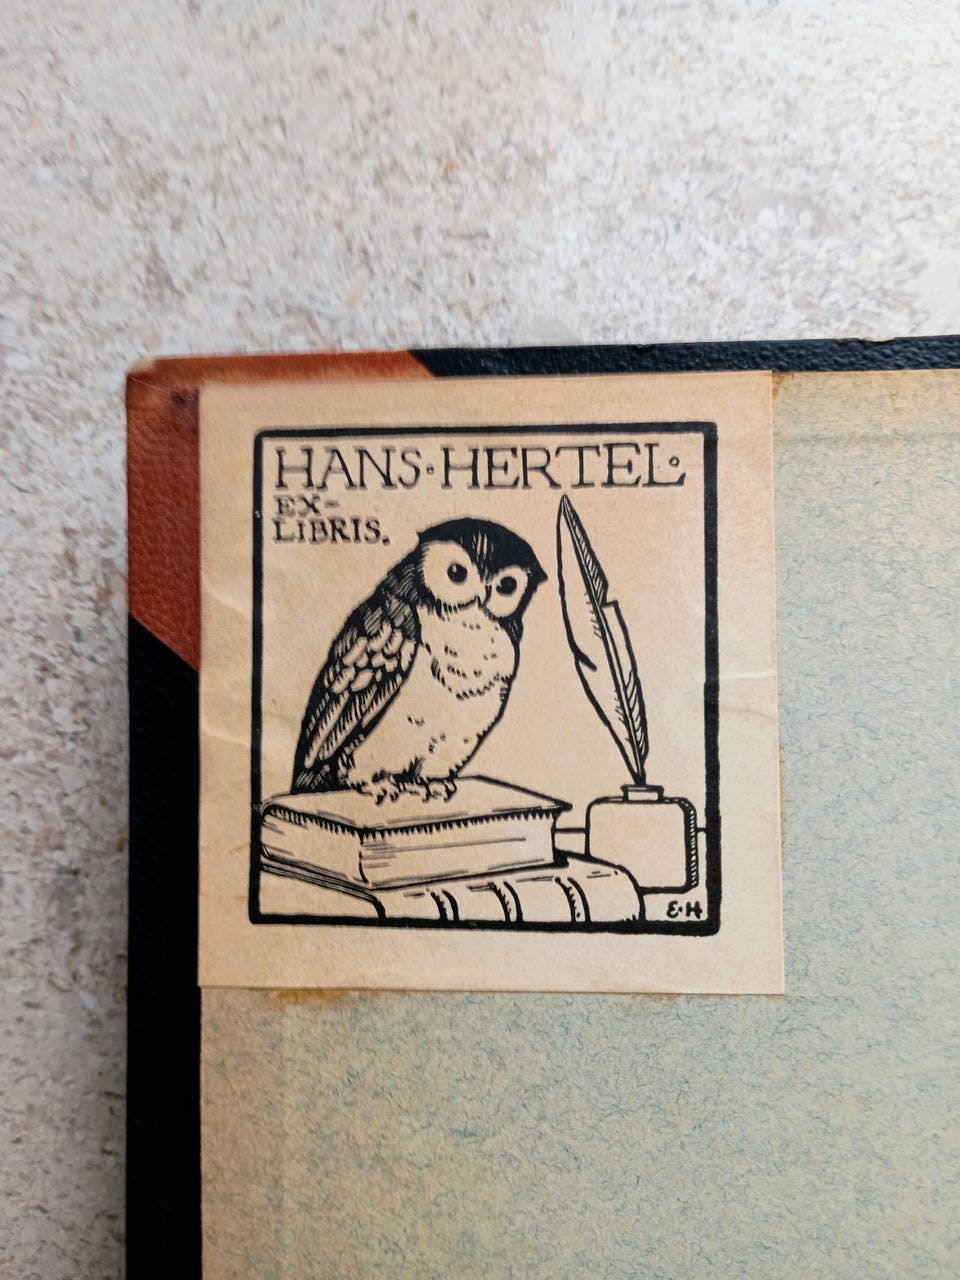 HANS·HERTEL·
EX-
LIBRIS.
E·H